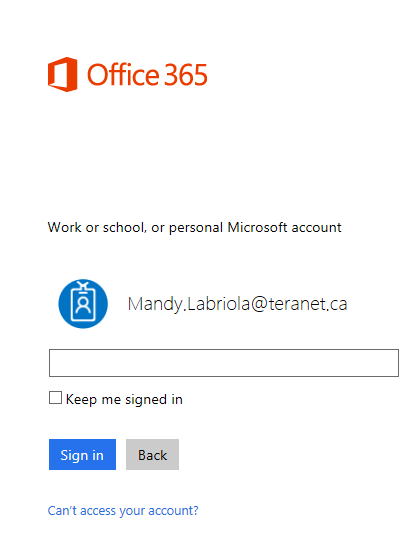 Office 365
Work or school, or personal Microsoft account
Mandy.Labriola@teranet.ca
Keep me signed in
Sign in
Back
Can't access your account?